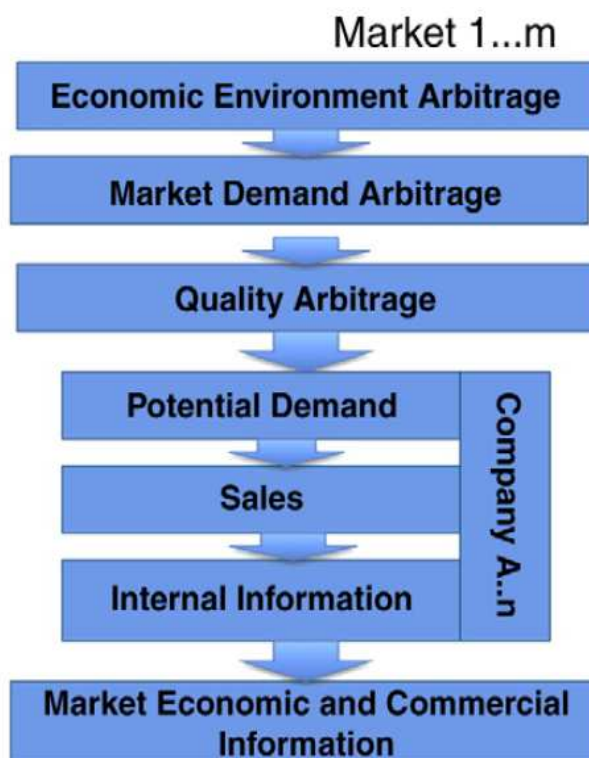 Market 1...m
Economic Environment Arbitrage
Market Demand Arbitrage
Quality Arbitrage
Potential Demand
Company A..n
Sales
Internal Information
Market Economic and Commercial
Information